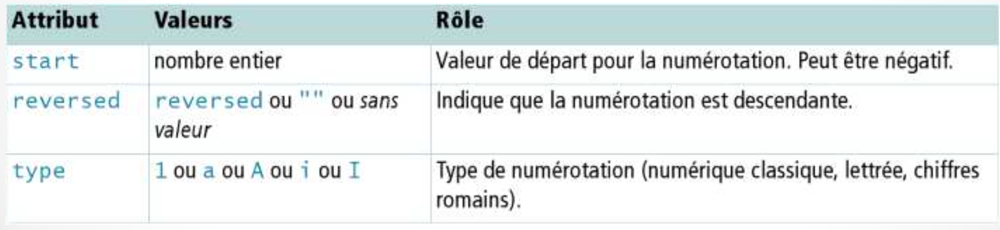 Attribut Valeurs Rôle
start nombre entier Valeur de départ pour la numérotation. Peut être négatif.
reversed reversed ou "" ou sans Indique que la numérotation est descendante.
valeur
type 1 ou a ou A ou i ou I Type de numérotation (numérique classique, lettrée, chiffres
romains).